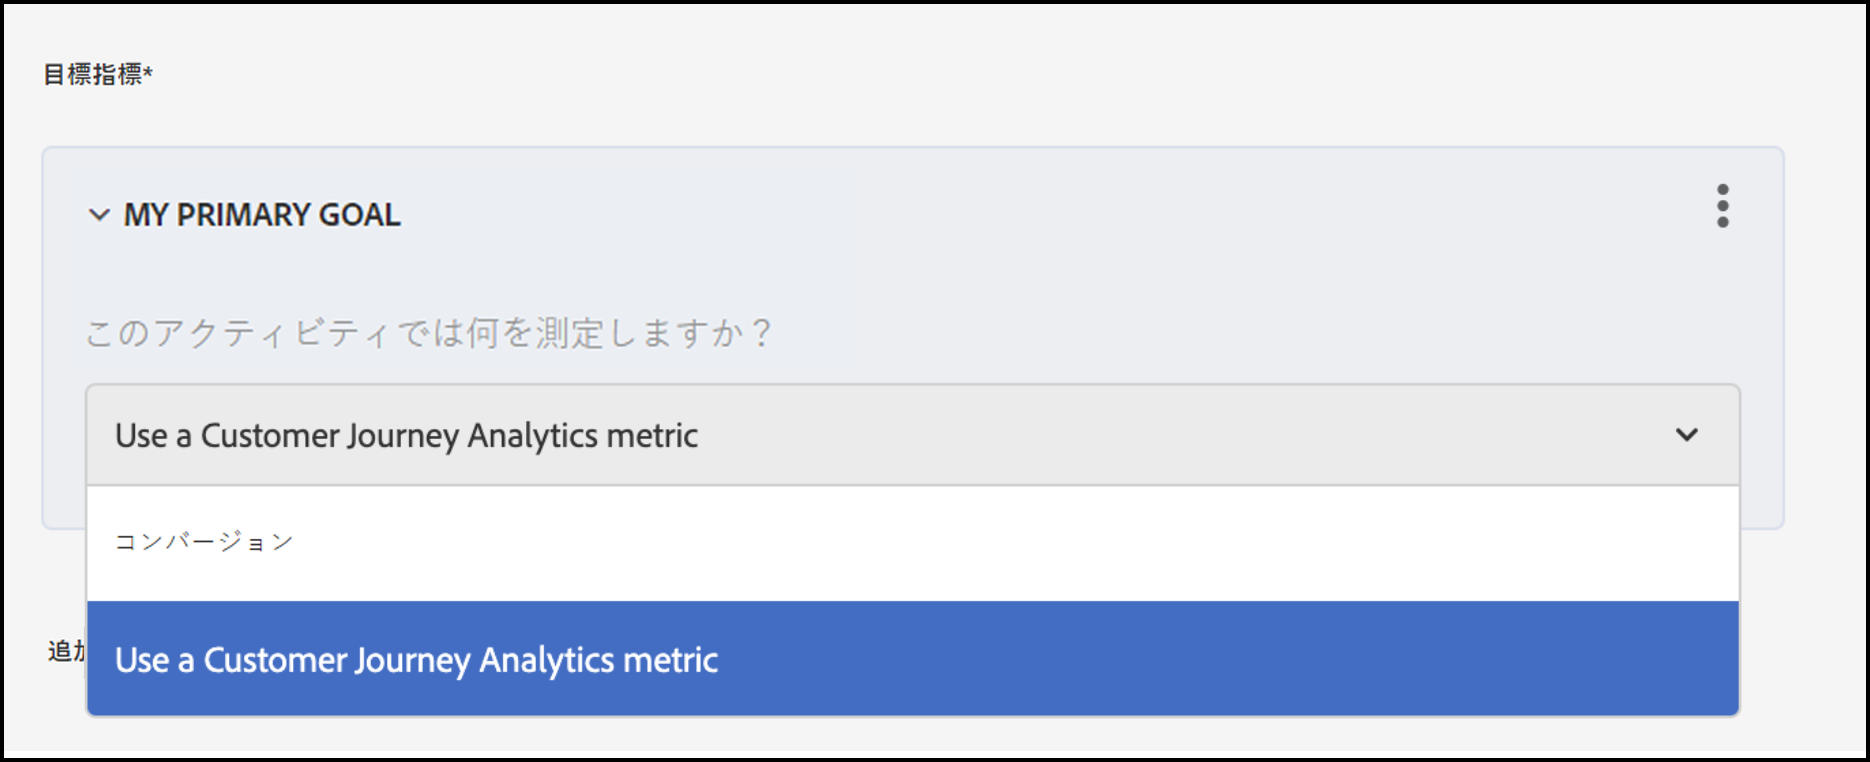 目標指標*
MY PRIMARY GOAL
このアクティビティでは何を測定しますか？
Use a Customer Journey Analytics metric
コンバージョン
Use a Customer Journey Analytics metric
追